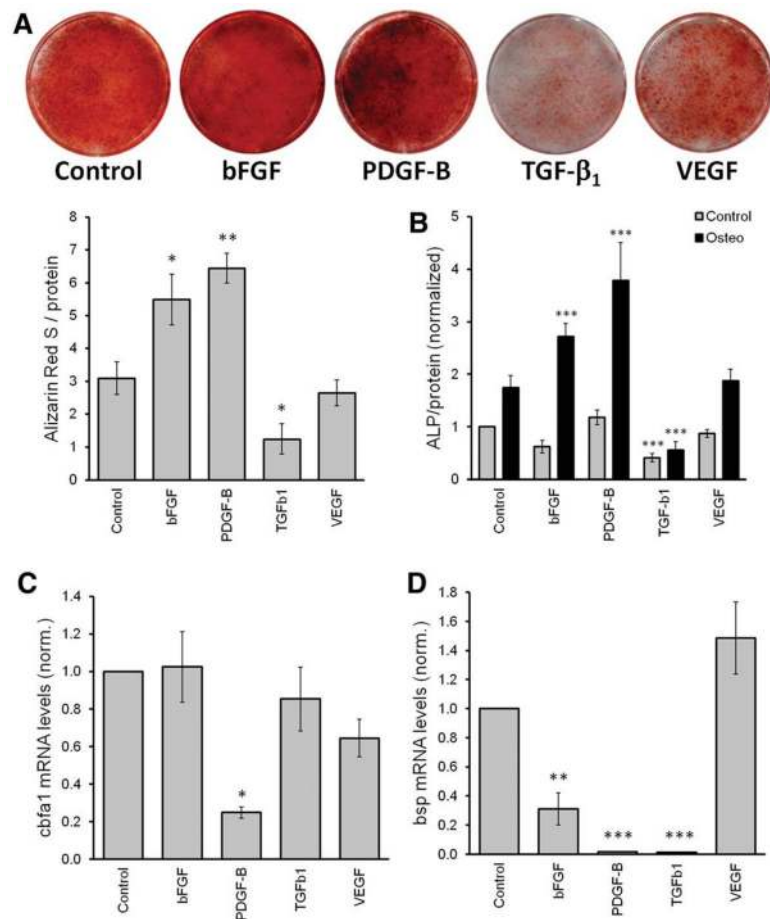 A
Control bFGF PDGF-B TGF-β₁ VEGF
8
7
6
5
4
3
2
1
0
Alizarin Red S / protein
* ** *
Control bFGF PDGF-B TGFb1 VEGF
B
Control
Osteo
5
4
3
2
1
0
ALP/protein (normalized)
*** *** *** ***
Control bFGF PDGF-B TGF-b1 VEGF
C
1.4
1.2
1.0
0.8
0.6
0.4
0.2
0.0
cbfa1 mRNA levels (norm.)
*
Control bFGF PDGF-B TGFb1 VEGF
D
1.8
1.6
1.4
1.2
1.0
0.8
0.6
0.4
0.2
0.0
bsp mRNA levels (norm.)
** *** ***
Control bFGF PDGF-B TGFb1 VEGF